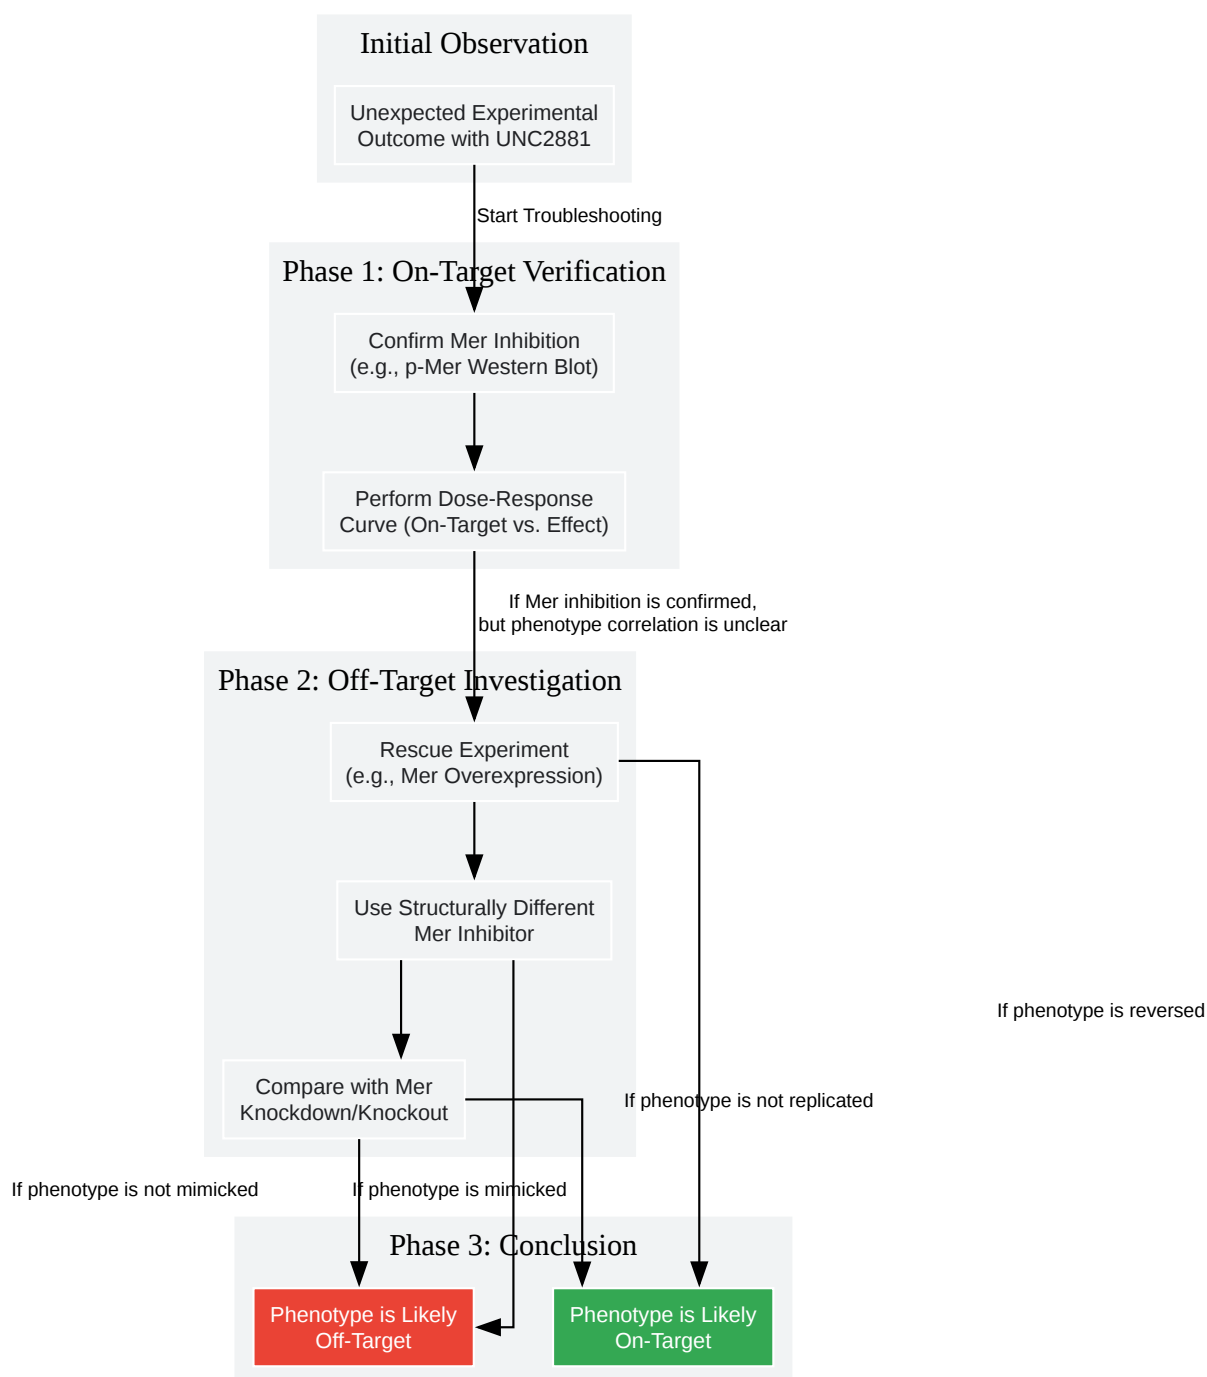 Initial Observation
Unexpected Experimental
Outcome with UNC2881
Start Troubleshooting
Phase 1: On-Target Verification
Confirm Mer Inhibition
(e.g., p-Mer Western Blot)
Perform Dose-Response
Curve (On-Target vs. Effect)
If Mer inhibition is confirmed,
but phenotype correlation is unclear
Phase 2: Off-Target Investigation
Rescue Experiment
(e.g., Mer Overexpression)
Use Structurally Different
Mer Inhibitor
If phenotype is reversed
Compare with Mer
Knockdown/Knockout
If phenotype is not replicated
If phenotype is not mimicked
If phenotype is mimicked
Phase 3: Conclusion
Phenotype is Likely
Off-Target
Phenotype is Likely
On-Target